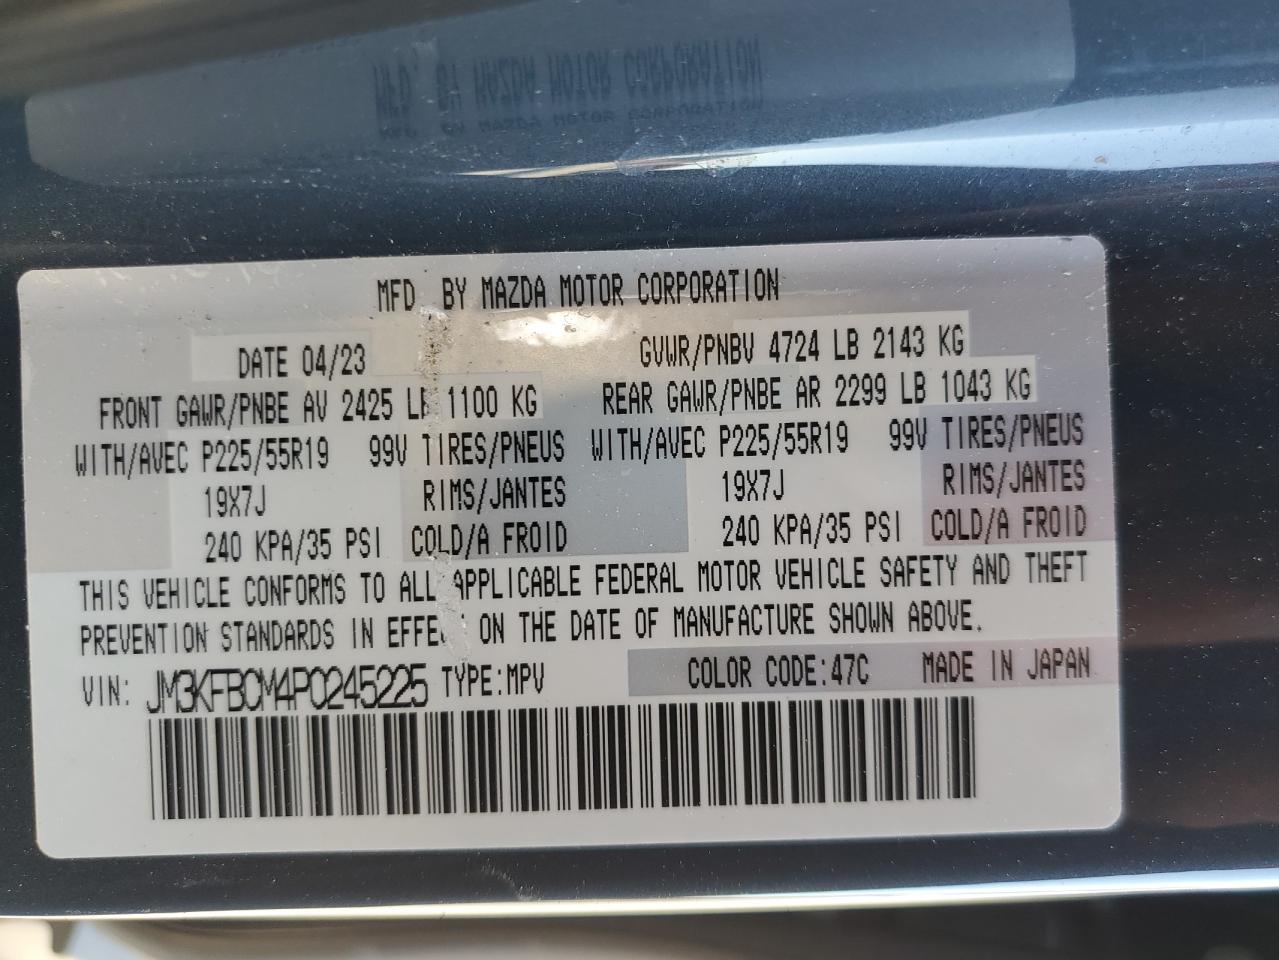 MFD. BY MAZDA MOTOR CORPORATION
DATE 04/23 GVWR/PNBV 4724 LB 2143 KG
FRONT GAWR/PNBE AV 2425 LB 1100 KG REAR GAWR/PNBE AR 2299 LB 1043 KG
WITH/AVEC P225/55R19 99V TIRES/PNEUS WITH/AVEC P225/55R19 99V TIRES/PNEUS
19X7J RIMS/JANTES 19X7J RIMS/JANTES
240 KPA/35 PSI COLD/A FROID 240 KPA/35 PSI COLD/A FROID
THIS VEHICLE CONFORMS TO ALL APPLICABLE FEDERAL MOTOR VEHICLE SAFETY AND THEFT
PREVENTION STANDARDS IN EFFECT ON THE DATE OF MANUFACTURE SHOWN ABOVE.
VIN: JM3KFBCM4P0245225 TYPE:MPV COLOR CODE:47C MADE IN JAPAN